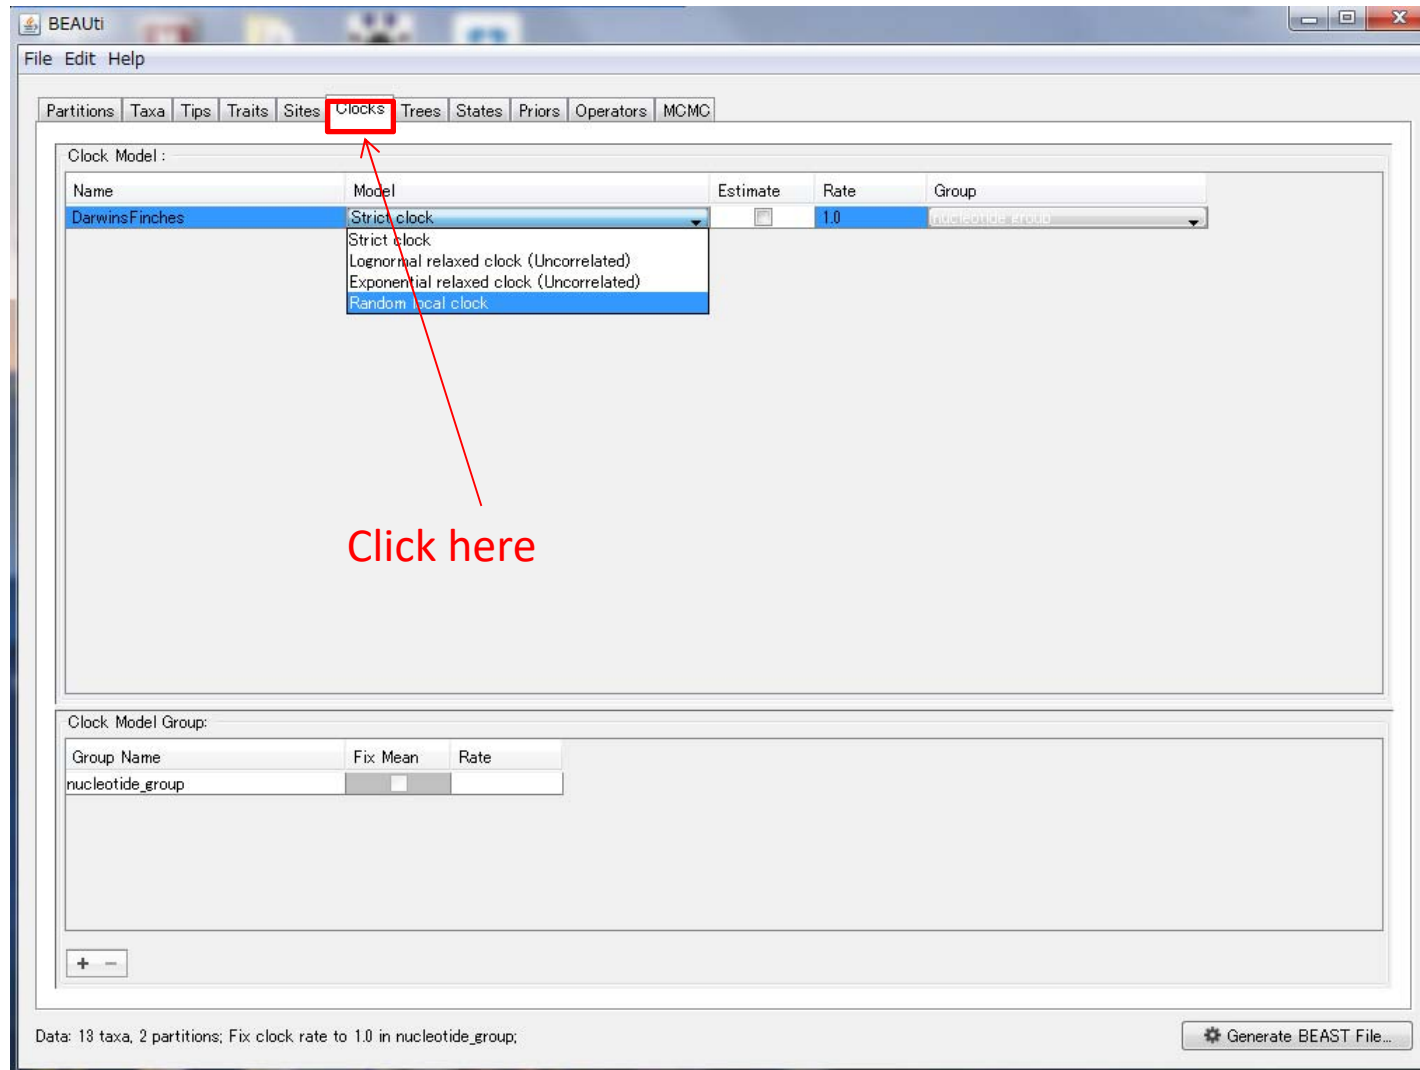 BEAUti
File Edit Help
Partitions Taxa Tips Traits Sites Clocks Trees States Priors Operators MCMC
Clock Model :
Name Model Estimate Rate Group
DarwinsFinches Strict clock 1.0 nucleotide_group
Strict clock
Lognormal relaxed clock (Uncorrelated)
Exponential relaxed clock (Uncorrelated)
Random local clock
Click here
Clock Model Group:
Group Name Fix Mean Rate
nucleotide_group
+ −
Data: 13 taxa, 2 partitions; Fix clock rate to 1.0 in nucleotide_group;
Generate BEAST File...